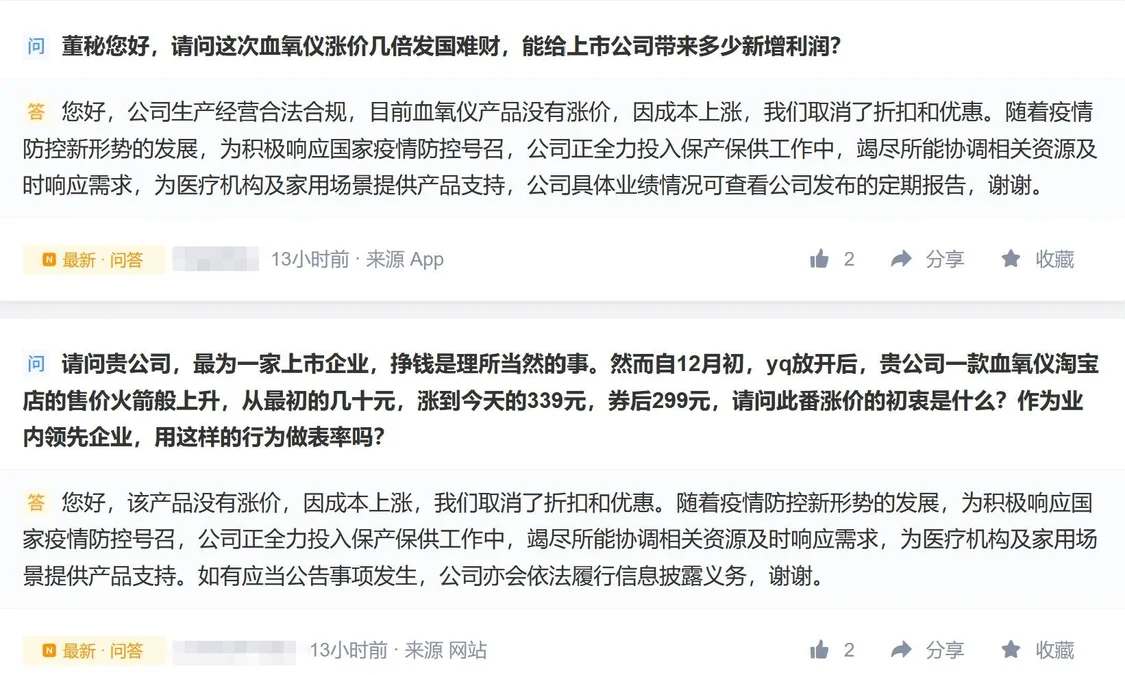 问 董秘您好，请问这次血氧仪涨价几倍发国难财，能给上市公司带来多少新增利润？
答 您好，公司生产经营合法合规，目前血氧仪产品没有涨价，因成本上涨，我们取消了折扣和优惠。随着疫情
防控新形势的发展，为积极响应国家疫情防控号召，公司正全力投入保产保供工作中，竭尽所能协调相关资源及
时响应需求，为医疗机构及家用场景提供产品支持，公司具体业绩情况可查看公司发布的定期报告，谢谢。
N 最新 · 问答 13小时前 · 来源 App 2 分享 收藏
问 请问贵公司，最为一家上市企业，挣钱是理所当然的事。然而自12月初，yq放开后，贵公司一款血氧仪淘宝
店的售价火箭般上升，从最初的几十元，涨到今天的339元，券后299元，请问此番涨价的初衷是什么？作为业
内领先企业，用这样的行为做表率吗？
答 您好，该产品没有涨价，因成本上涨，我们取消了折扣和优惠。随着疫情防控新形势的发展，为积极响应国
家疫情防控号召，公司正全力投入保产保供工作中，竭尽所能协调相关资源及时响应需求，为医疗机构及家用场
景提供产品支持。如有应当公告事项发生，公司亦会依法履行信息披露义务，谢谢。
N 最新 · 问答 13小时前 · 来源 网站 2 分享 收藏